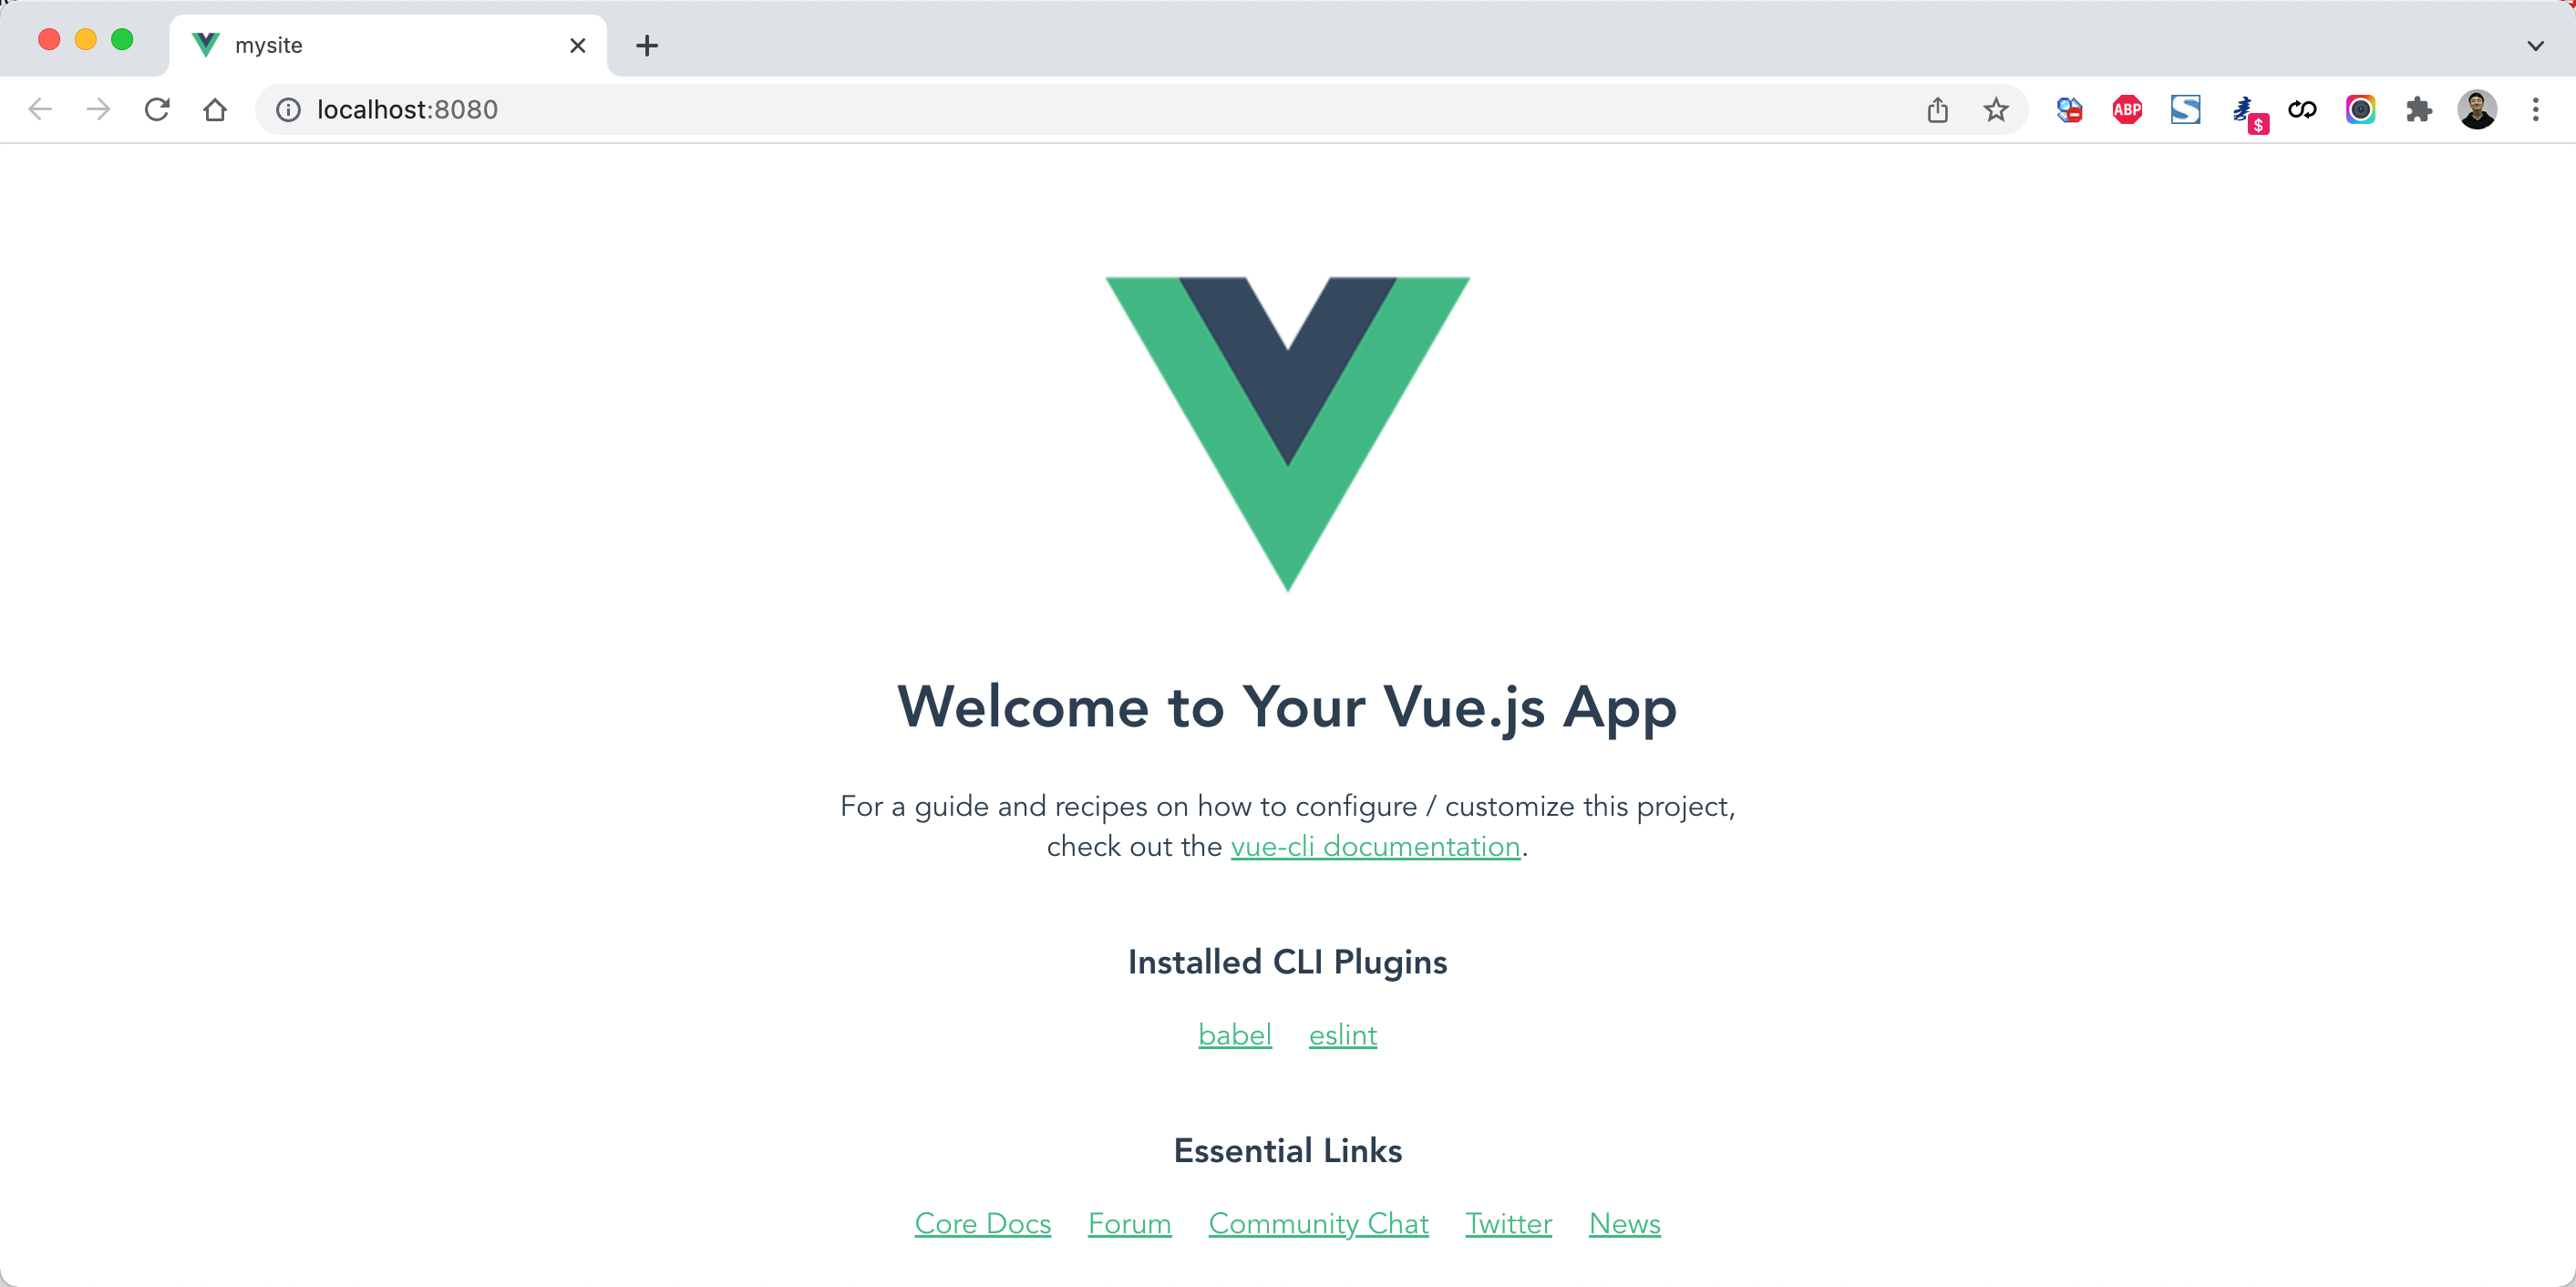 mysite
localhost:8080
ABP
$
Welcome to Your Vue.js App
For a guide and recipes on how to configure / customize this project,
check out the vue-cli documentation.
Installed CLI Plugins
babel eslint
Essential Links
Core Docs Forum Community Chat Twitter News